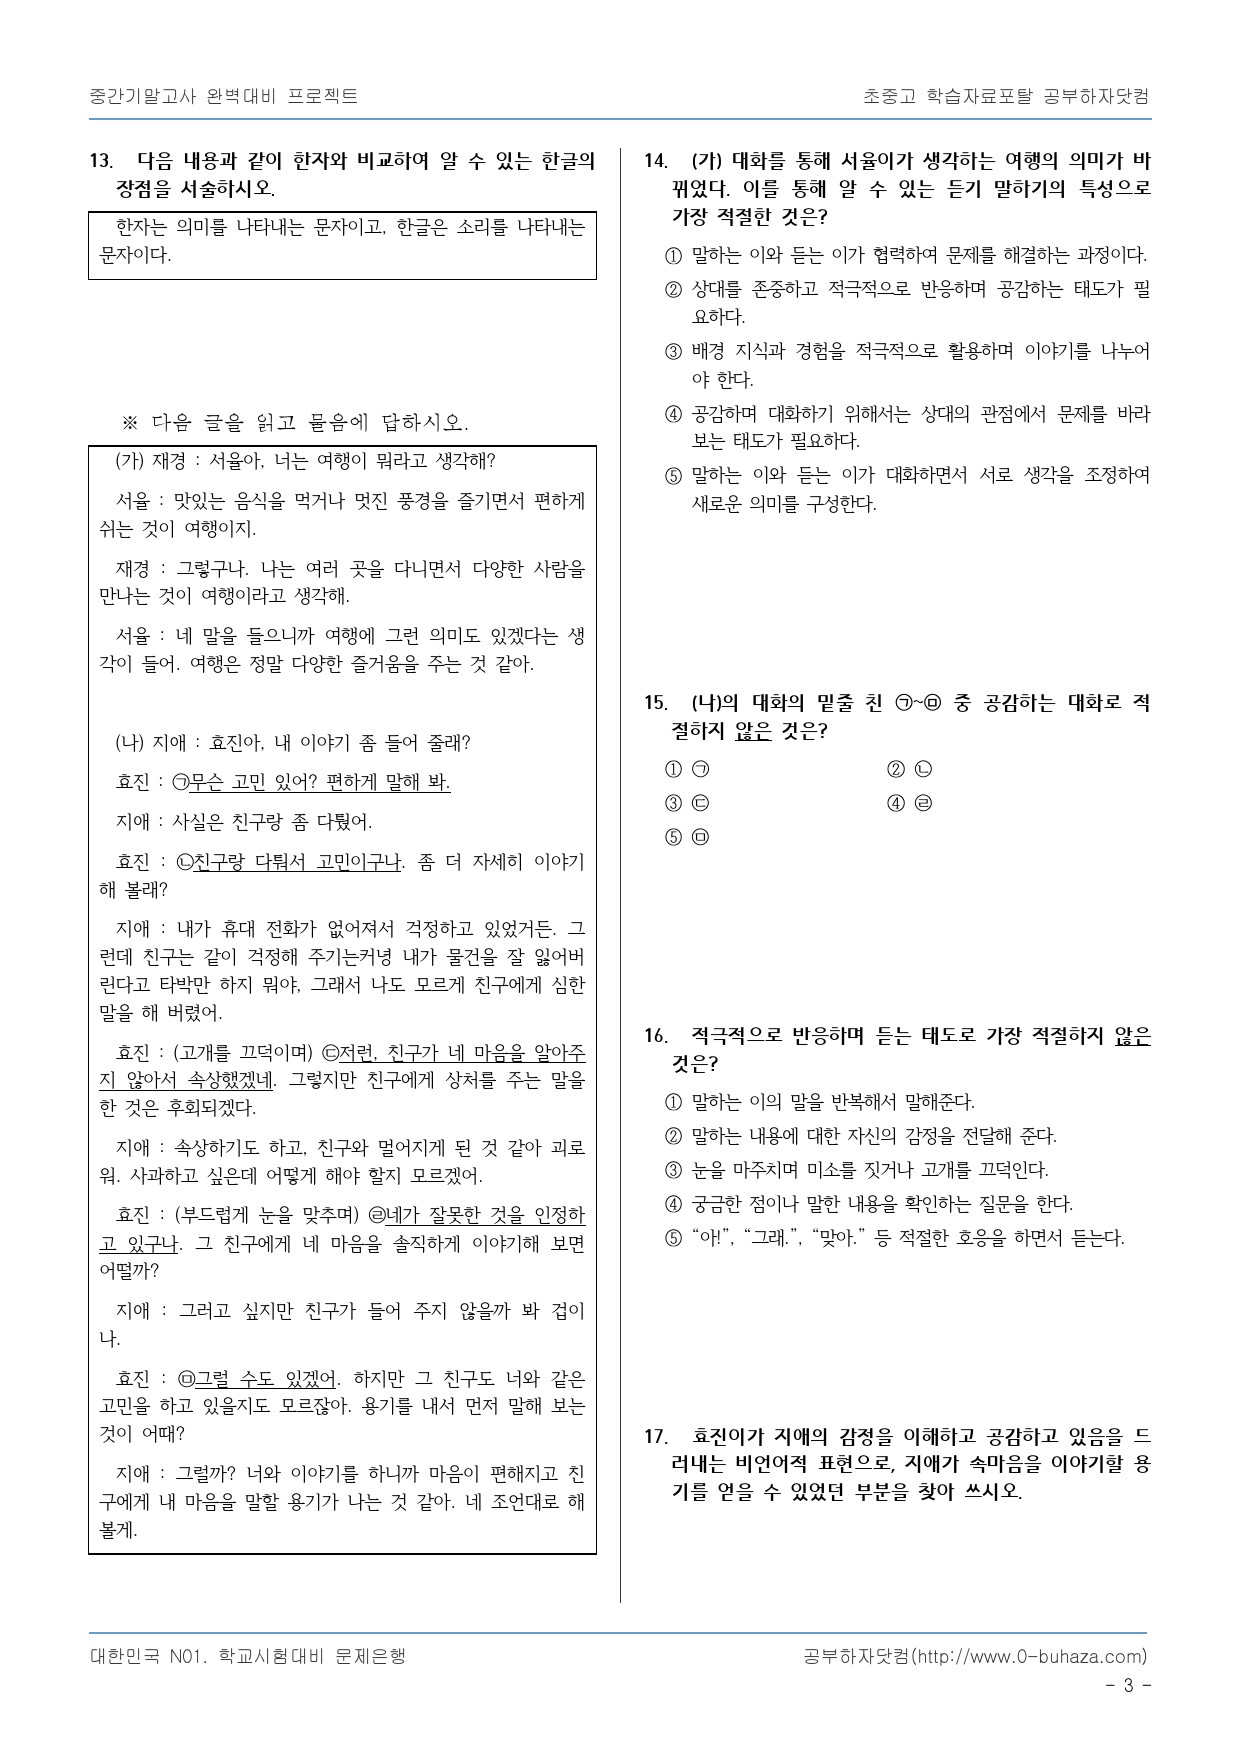 중간기말고사 완벽대비 프로젝트
초중고 학습자료포탈 공부하자닷컴
13. 다음 내용과 같이 한자와 비교하여 알 수 있는 한글의
장점을 서술하시오.
한자는 의미를 나타내는 문자이고, 한글은 소리를 나타내는
문자이다.
※ 다음 글을 읽고 물음에 답하시오.
(가) 재경 : 서율아, 너는 여행이 뭐라고 생각해?
서율 : 맛있는 음식을 먹거나 멋진 풍경을 즐기면서 편하게
쉬는 것이 여행이지.
재경 : 그렇구나. 나는 여러 곳을 다니면서 다양한 사람을
만나는 것이 여행이라고 생각해.
서율 : 네 말을 들으니까 여행에 그런 의미도 있겠다는 생
각이 들어. 여행은 정말 다양한 즐거움을 주는 것 같아.
(나) 지애 : 효진아, 내 이야기 좀 들어 줄래?
효진 : ㉠무슨 고민 있어? 편하게 말해 봐.
지애 : 사실은 친구랑 좀 다퉜어.
효진 : ㉡친구랑 다퉈서 고민이구나. 좀 더 자세히 이야기
해 볼래?
지애 : 내가 휴대 전화가 없어져서 걱정하고 있었거든. 그
런데 친구는 같이 걱정해 주기는커녕 내가 물건을 잘 잃어버
린다고 타박만 하지 뭐야, 그래서 나도 모르게 친구에게 심한
말을 해 버렸어.
효진 : (고개를 끄덕이며) ㉢저런, 친구가 네 마음을 알아주
지 않아서 속상했겠네. 그렇지만 친구에게 상처를 주는 말을
한 것은 후회되겠다.
지애 : 속상하기도 하고, 친구와 멀어지게 된 것 같아 괴로
워. 사과하고 싶은데 어떻게 해야 할지 모르겠어.
효진 : (부드럽게 눈을 맞추며) ㉣네가 잘못한 것을 인정하
고 있구나. 그 친구에게 네 마음을 솔직하게 이야기해 보면
어떨까?
지애 : 그러고 싶지만 친구가 들어 주지 않을까 봐 겁이
나.
효진 : ㉤그럴 수도 있겠어. 하지만 그 친구도 너와 같은
고민을 하고 있을지도 모르잖아. 용기를 내서 먼저 말해 보는
것이 어때?
지애 : 그럴까? 너와 이야기를 하니까 마음이 편해지고 친
구에게 내 마음을 말할 용기가 나는 것 같아. 네 조언대로 해
볼게.
14. (가) 대화를 통해 서율이가 생각하는 여행의 의미가 바
뀌었다. 이를 통해 알 수 있는 듣기 말하기의 특성으로
가장 적절한 것은?
① 말하는 이와 듣는 이가 협력하여 문제를 해결하는 과정이다.
② 상대를 존중하고 적극적으로 반응하며 공감하는 태도가 필
요하다.
③ 배경 지식과 경험을 적극적으로 활용하며 이야기를 나누어
야 한다.
④ 공감하며 대화하기 위해서는 상대의 관점에서 문제를 바라
보는 태도가 필요하다.
⑤ 말하는 이와 듣는 이가 대화하면서 서로 생각을 조정하여
새로운 의미를 구성한다.
15. (나)의 대화의 밑줄 친 ㉠~㉤ 중 공감하는 대화로 적
절하지 않은 것은?
① ㉠ ② ㉡
③ ㉢ ④ ㉣
⑤ ㉤
16. 적극적으로 반응하며 듣는 태도로 가장 적절하지 않은
것은?
① 말하는 이의 말을 반복해서 말해준다.
② 말하는 내용에 대한 자신의 감정을 전달해 준다.
③ 눈을 마주치며 미소를 짓거나 고개를 끄덕인다.
④ 궁금한 점이나 말한 내용을 확인하는 질문을 한다.
⑤ “아!”, “그래.”, “맞아.” 등 적절한 호응을 하면서 듣는다.
17. 효진이가 지애의 감정을 이해하고 공감하고 있음을 드
러내는 비언어적 표현으로, 지애가 속마음을 이야기할 용
기를 얻을 수 있었던 부분을 찾아 쓰시오.
대한민국 N01. 학교시험대비 문제은행
공부하자닷컴(http://www.0-buhaza.com)
- 3 -